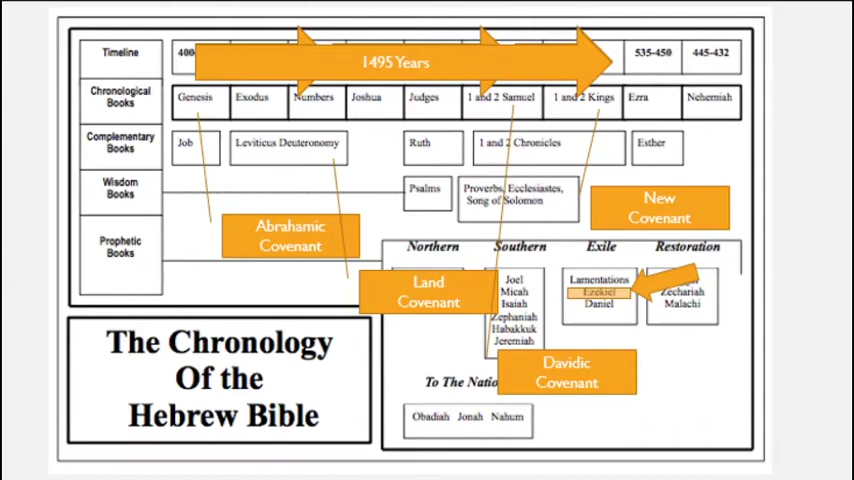 Timeline
1495 Years
535-450
445-432
Chronological
Books
Genesis
Exodus
Numbers
Joshua
Judges
1 and 2 Samuel
1 and 2 Kings
Ezra
Nehemiah
Complementary
Books
Job
Leviticus Deuteronomy
Ruth
1 and 2 Chronicles
Esther
Wisdom
Books
Psalms
Proverbs, Ecclesiastes,
Song of Solomon
New
Covenant
Abrahamic
Covenant
Prophetic
Books
Northern
Southern
Exile
Restoration
Land
Covenant
Joel
Micah
Isaiah
Zephaniah
Habakkuk
Jeremiah
Lamentations
Ezekiel
Daniel
Zechariah
Malachi
Davidic
Covenant
The Chronology
Of the
Hebrew Bible
To The
Obadiah Jonah Nahum